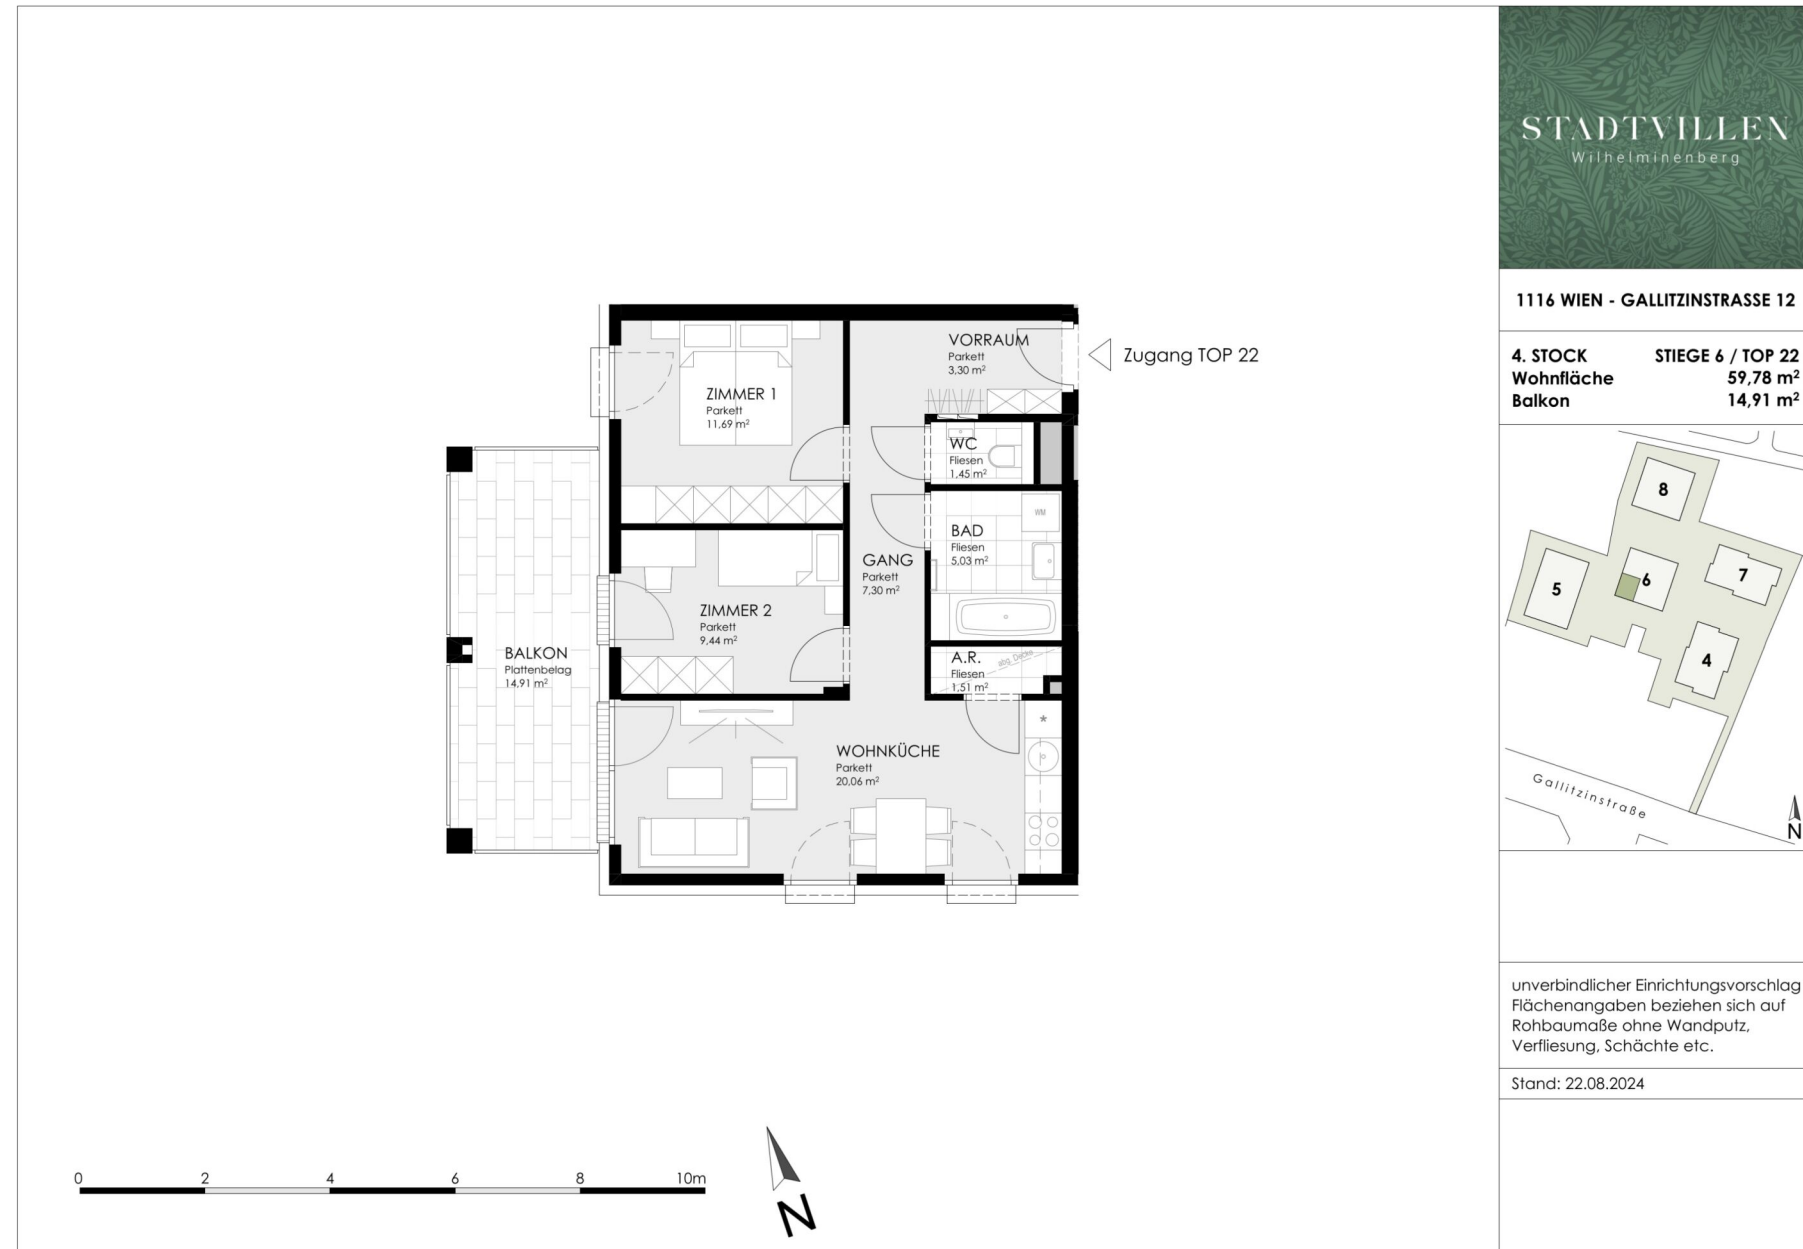 STADTVILLEN
Wilhelminenberg
1116 WIEN - GALLITZINSTRASSE 12
4. STOCK STIEGE 6 / TOP 22
Wohnfläche 59,78 m²
Balkon 14,91 m²
8
5
6
7
4
Gallitzinstraße
N
unverbindlicher Einrichtungsvorschlag
Flächenangaben beziehen sich auf
Rohbaumaße ohne Wandputz,
Verfliesung, Schächte etc.
Stand: 22.08.2024
VORRAUM
Parkett
3,30 m²
Zugang TOP 22
ZIMMER 1
Parkett
11,69 m²
WC
Fliesen
1,45 m²
WM
BAD
Fliesen
5,03 m²
GANG
Parkett
7,30 m²
ZIMMER 2
Parkett
9,44 m²
BALKON
Plattenbelag
14,91 m²
A.R.
abg. Decke
Fliesen
1,51 m²
*
WOHNKÜCHE
Parkett
20,06 m²
0 2 4 6 8 10m
N